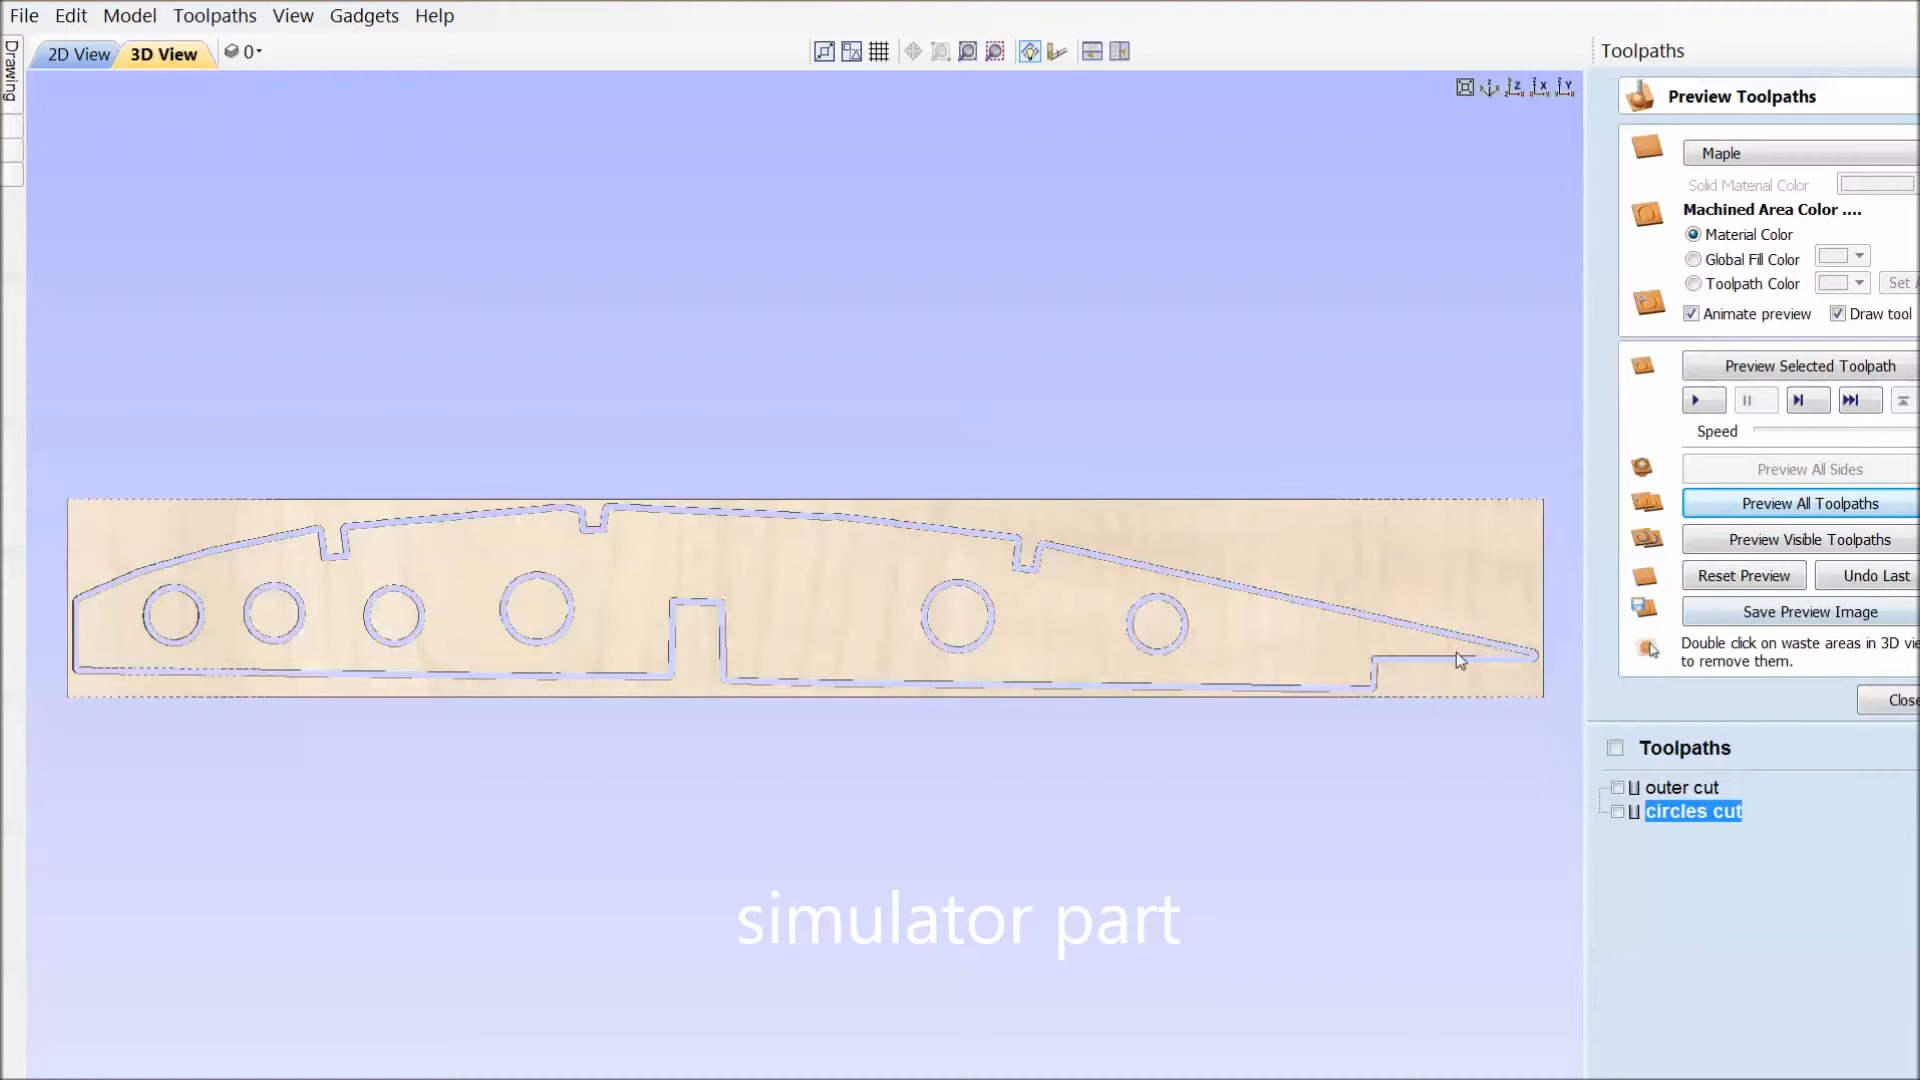 File Edit Model Toolpaths View Gadgets Help
Drawing
2D View 3D View 0
Toolpaths
Preview Toolpaths
Maple
Solid Material Color
Machined Area Color ....
Material Color
Global Fill Color
Toolpath Color Set
Animate preview Draw tool
Preview Selected Toolpath
Speed
Preview All Sides
Preview All Toolpaths
Preview Visible Toolpaths
Reset Preview Undo Last
Save Preview Image
Double click on waste areas in 3D vi
to remove them.
Close
Toolpaths
outer cut
circles cut
simulator part